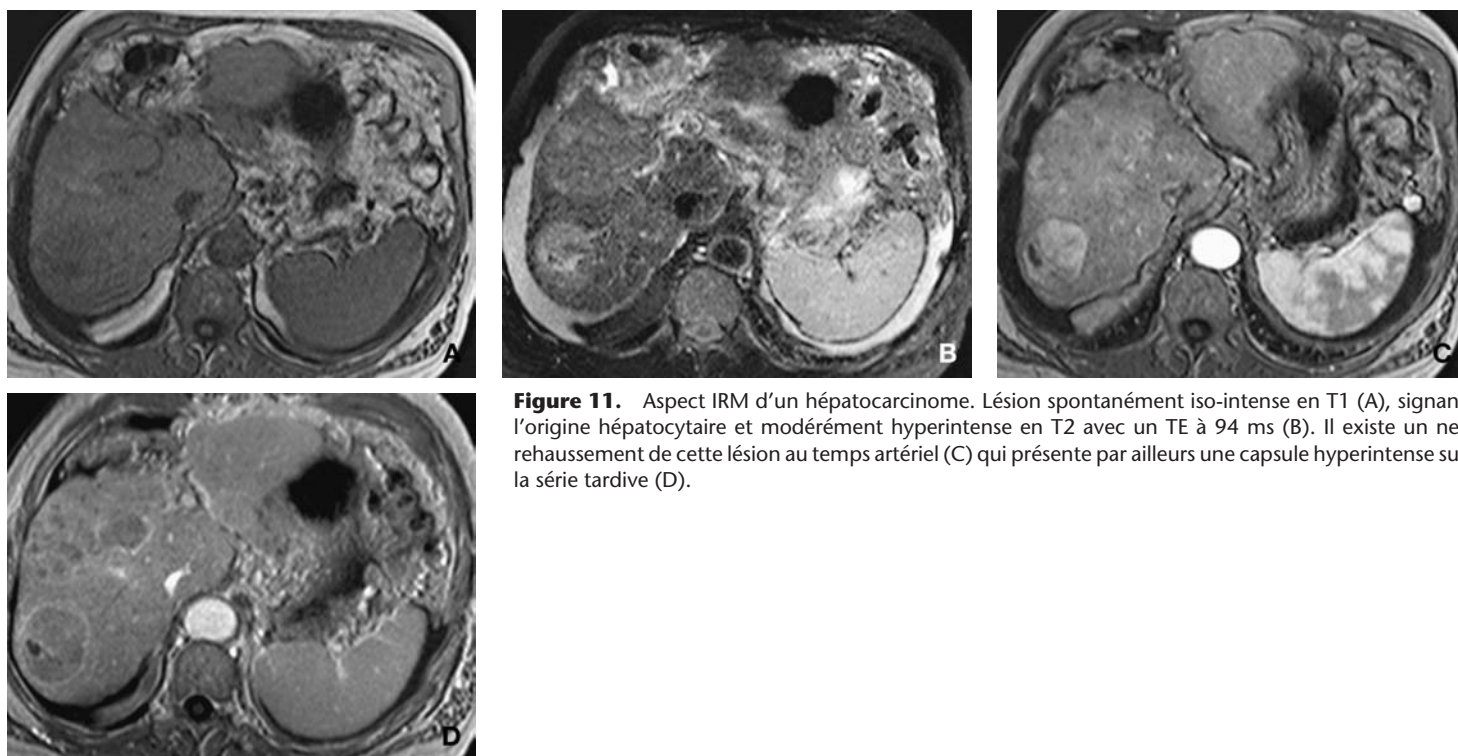 A
B
C
Figure 11. Aspect IRM d'un hépatocarcinome. Lésion spontanément iso-intense en T1 (A), signan
l'origine hépatocytaire et modérément hyperintense en T2 avec un TE à 94 ms (B). Il existe un ne
rehaussement de cette lésion au temps artériel (C) qui présente par ailleurs une capsule hyperintense su
la série tardive (D).
D